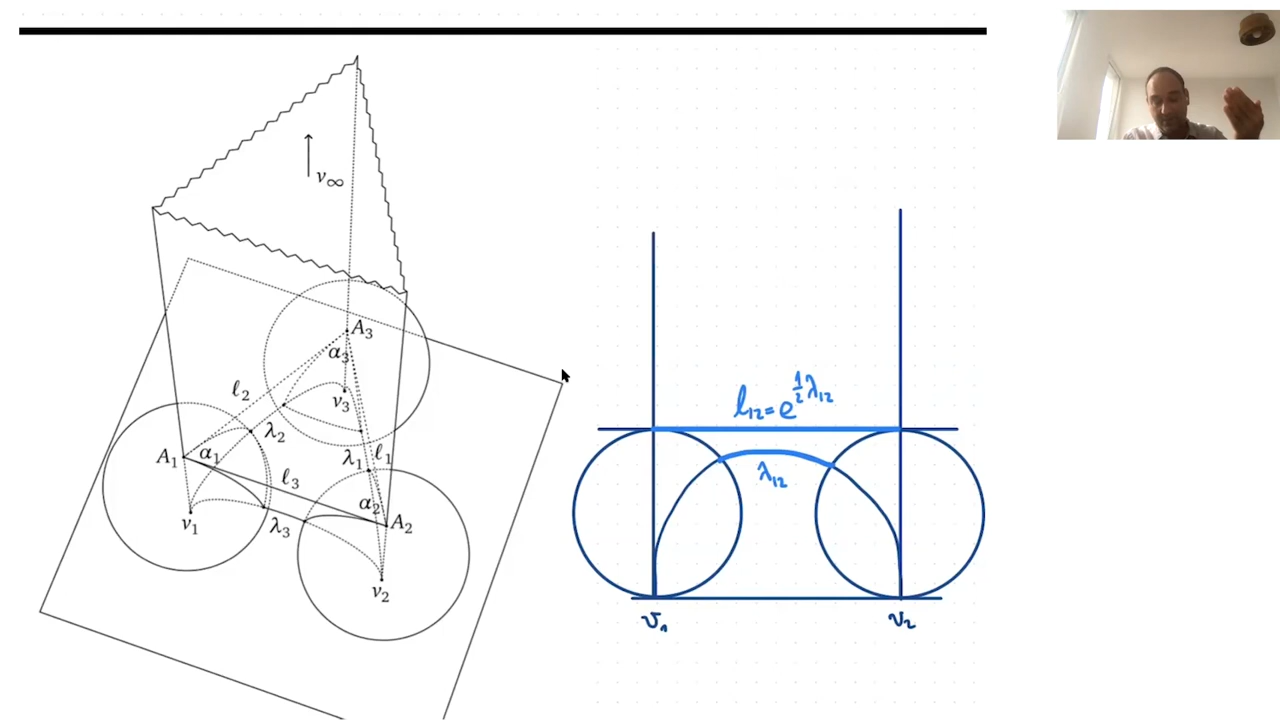 v∞
A₃
α₃
ℓ₂
v₃
λ₂
A₁
α₁
λ₁
ℓ₁
ℓ₃
α₂
v₁
λ₃
A₂
v₂
l₁₂=e^{½λ₁₂}
λ₁₂
v₁
v₂